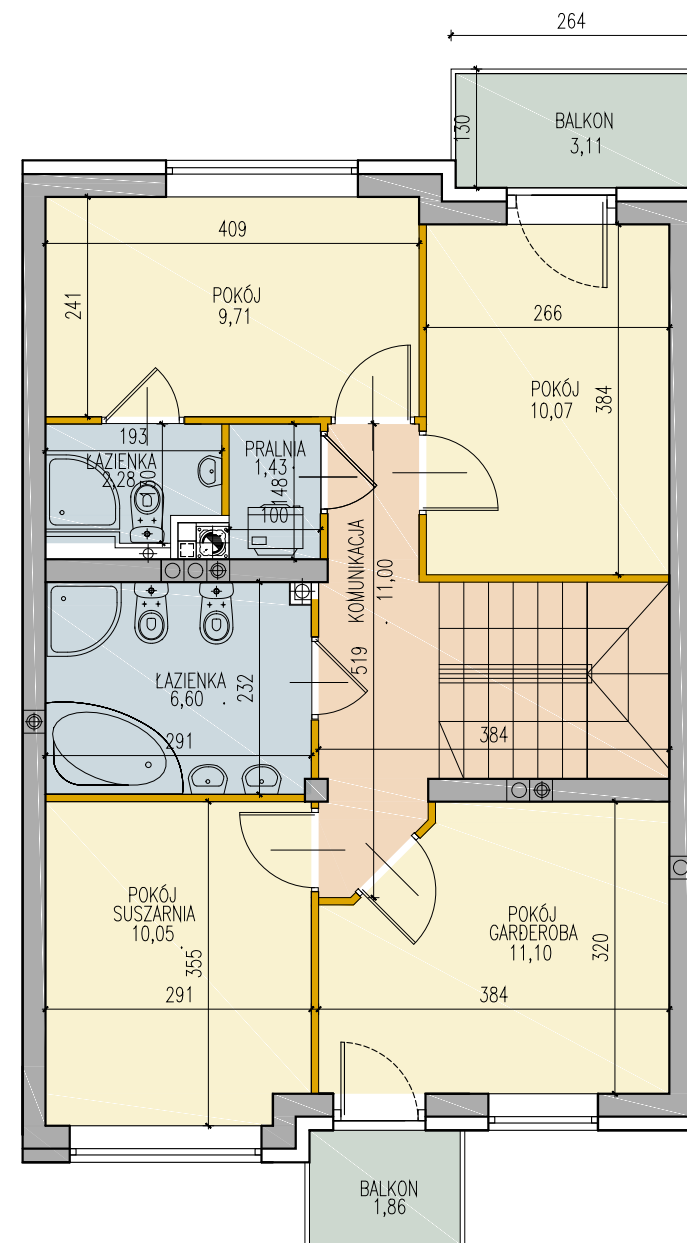 264
130
BALKON
3,11
409
241
POKÓJ
9,71
266
POKÓJ
10,07
384
193
ŁAZIENKA
2,28
PRALNIA
1,43
148
100
KOMUNIKACJA
11,00
519
ŁAZIENKA
6,60
232
291
384
POKÓJ
SUSZARNIA
10,05
355
291
POKÓJ
GARDEROBA
11,10
320
384
BALKON
1,86